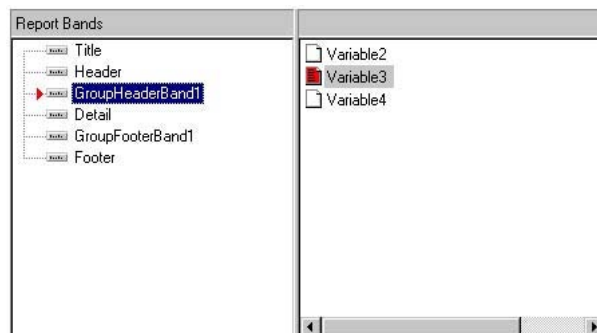 Report Bands
Title
Header
GroupHeaderBand1
Detail
GroupFooterBand1
Footer
Variable2
Variable3
Variable4